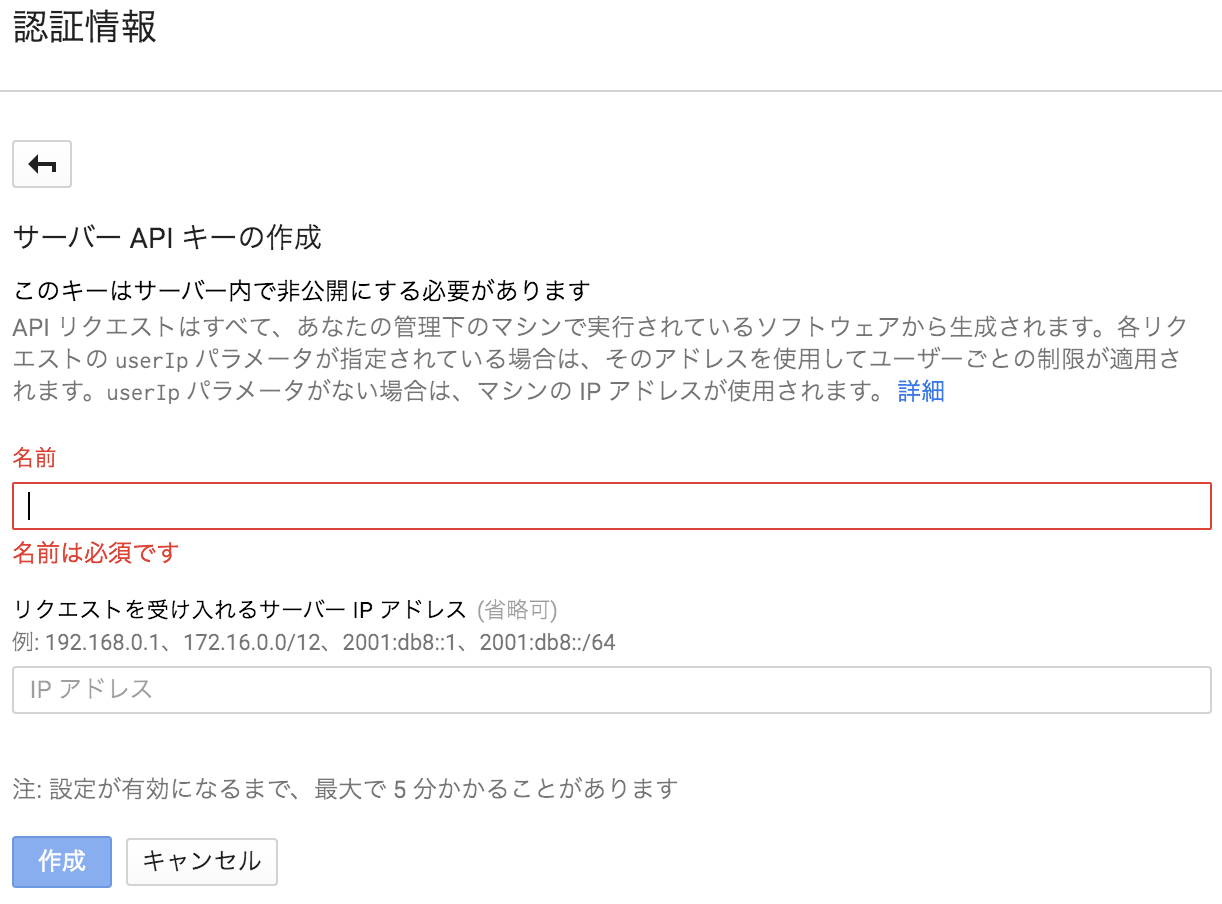 認証情報
サーバー API キーの作成
このキーはサーバー内で非公開にする必要があります
API リクエストはすべて、あなたの管理下のマシンで実行されているソフトウェアから生成されます。各リク
エストの userIp パラメータが指定されている場合は、そのアドレスを使用してユーザーごとの制限が適用さ
れます。userIp パラメータがない場合は、マシンの IP アドレスが使用されます。 詳細
名前
名前は必須です
リクエストを受け入れるサーバー IP アドレス (省略可)
例: 192.168.0.1、172.16.0.0/12、2001:db8::1、2001:db8::/64
IP アドレス
注: 設定が有効になるまで、最大で 5 分かかることがあります
作成 キャンセル